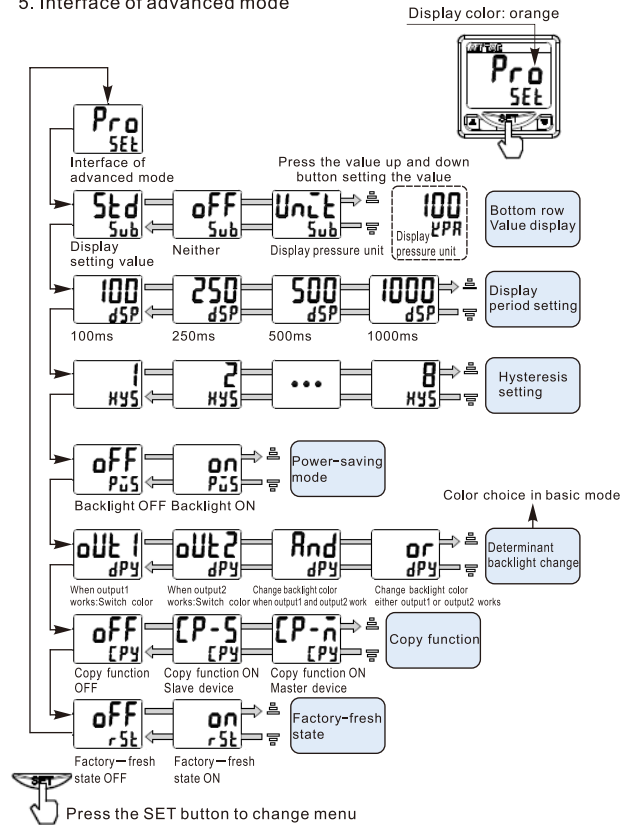 5. Interface of advanced mode
Display color: orange
Pro
SEt
SET
Pro
SEt
Interface of
advanced mode
Press the value up and down
button setting the value
Std
Sub
oFF
Sub
Unit
Sub
100
KPA
Display
pressure unit
Bottom row
Value display
Display
setting value
Neither
Display pressure unit
100
dSP
250
dSP
500
dSP
1000
dSP
Display
period setting
100ms
250ms
500ms
1000ms
1
HYS
2
HYS
•••
8
HYS
Hysteresis
setting
oFF
PuS
on
PuS
Power-saving
mode
Backlight OFF
Backlight ON
Color choice in basic mode
oUt 1
dPY
oUt2
dPY
And
dPY
or
dPY
Determinant
backlight change
When output1
works:Switch color
When output2
works:Switch color
Change backlight color
when output1 and output2 work
Change backlight color
either output1 or output2 works
oFF
CPY
CP-S
CPY
CP-m
CPY
Copy function
Copy function
OFF
Copy function ON
Slave device
Copy function ON
Master device
oFF
rSt
on
rSt
Factory-fresh
state
Factory—fresh
state OFF
Factory—fresh
state ON
SET
Press the SET button to change menu